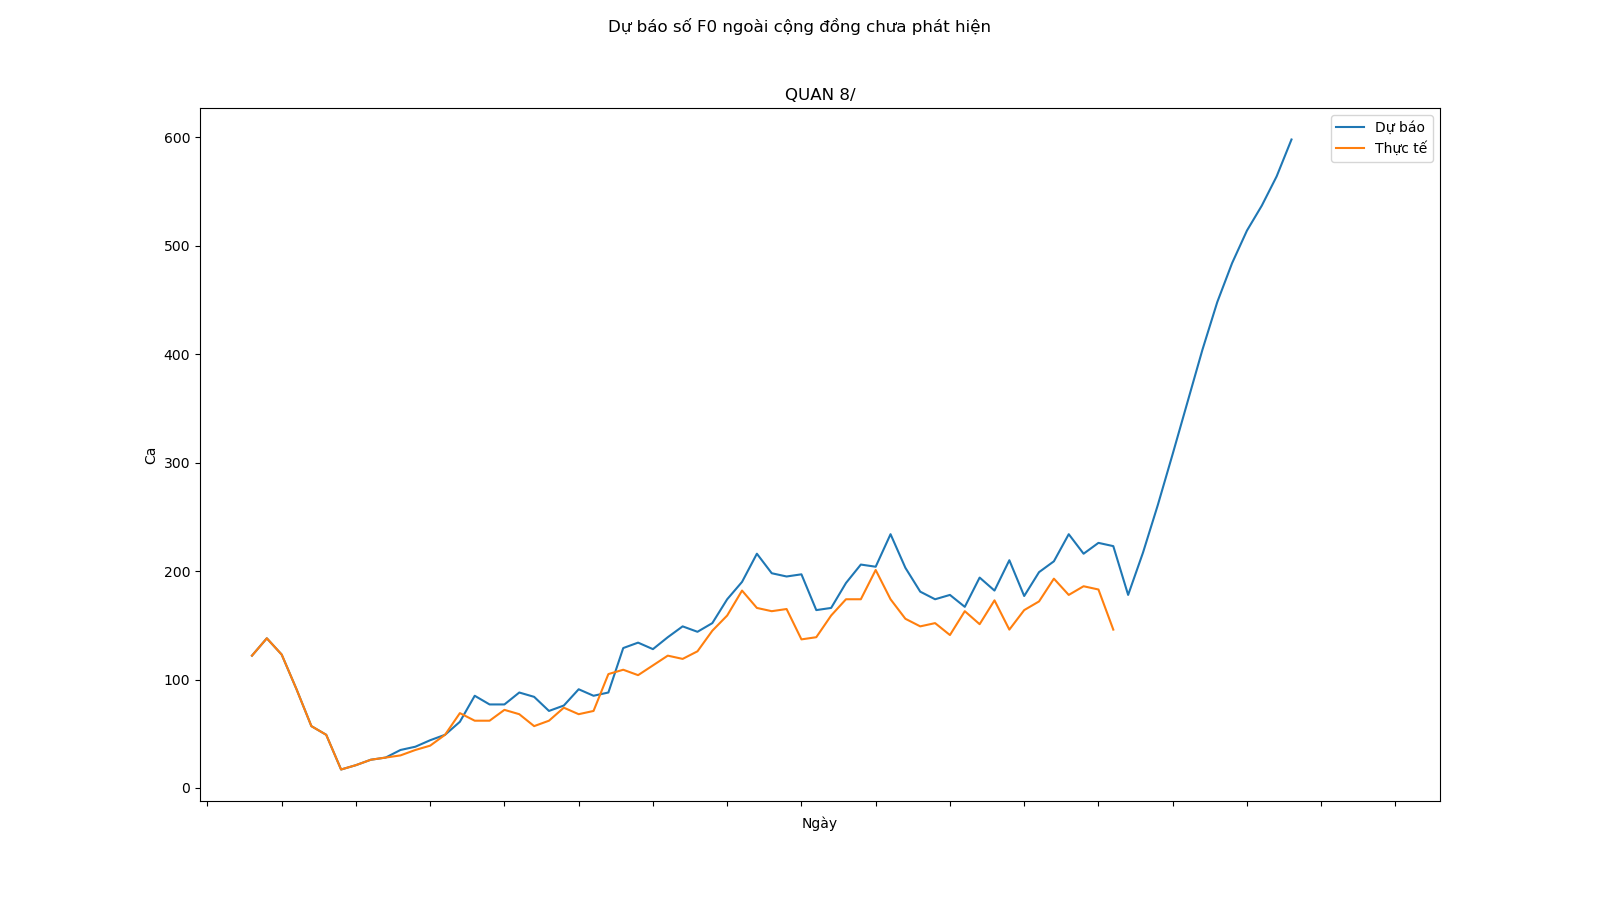 Dự báo số F0 ngoài cộng đồng chưa phát hiện
QUAN 8/
Dự báo
Thực tế
600
500
400
300
200
100
0
Ca
Ngày